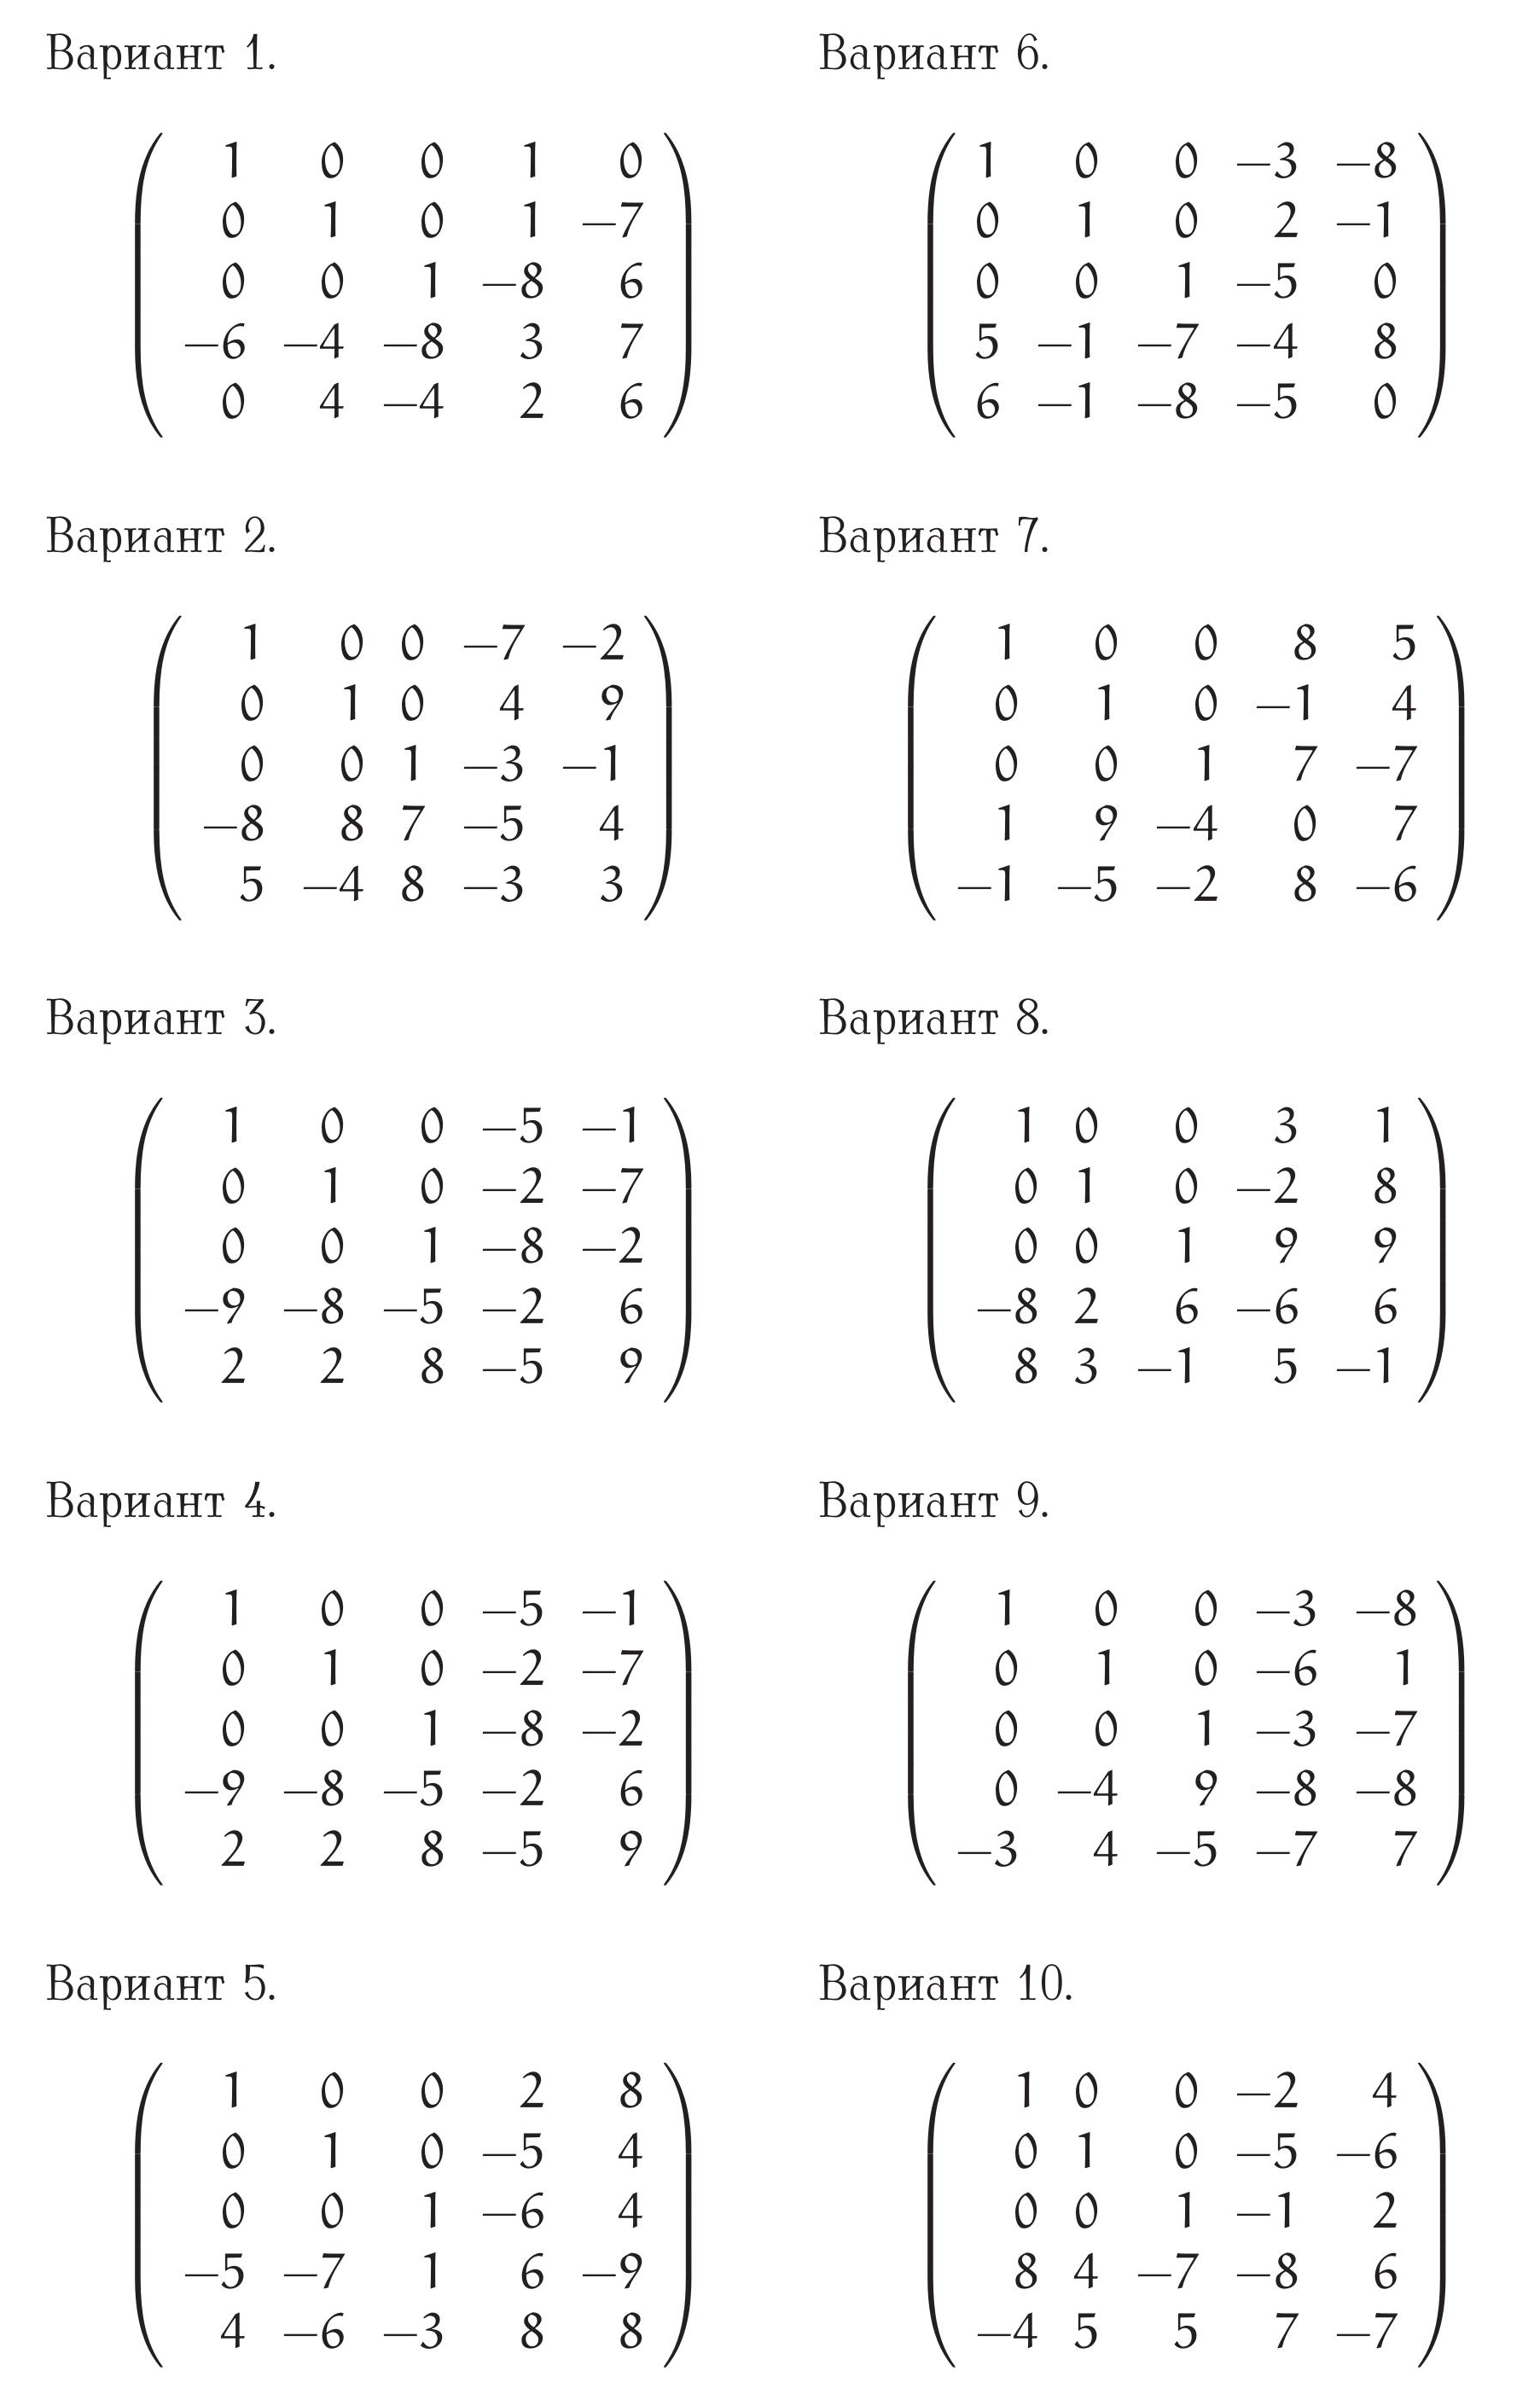 Вариант 1.
1 0 0 1 0
0 1 0 1 −7
0 0 1 −8 6
−6 −4 −8 3 7
0 4 −4 2 6
Вариант 2.
1 0 0 −7 −2
0 1 0 4 9
0 0 1 −3 −1
−8 8 7 −5 4
5 −4 8 −3 3
Вариант 3.
1 0 0 −5 −1
0 1 0 −2 −7
0 0 1 −8 −2
−9 −8 −5 −2 6
2 2 8 −5 9
Вариант 4.
1 0 0 −5 −1
0 1 0 −2 −7
0 0 1 −8 −2
−9 −8 −5 −2 6
2 2 8 −5 9
Вариант 5.
1 0 0 2 8
0 1 0 −5 4
0 0 1 −6 4
−5 −7 1 6 −9
4 −6 −3 8 8
Вариант 6.
1 0 0 −3 −8
0 1 0 2 −1
0 0 1 −5 0
5 −1 −7 −4 8
6 −1 −8 −5 0
Вариант 7.
1 0 0 8 5
0 1 0 −1 4
0 0 1 7 −7
1 9 −4 0 7
−1 −5 −2 8 −6
Вариант 8.
1 0 0 3 1
0 1 0 −2 8
0 0 1 9 9
−8 2 6 −6 6
8 3 −1 5 −1
Вариант 9.
1 0 0 −3 −8
0 1 0 −6 1
0 0 1 −3 −7
0 −4 9 −8 −8
−3 4 −5 −7 7
Вариант 10.
1 0 0 −2 4
0 1 0 −5 −6
0 0 1 −1 2
8 4 −7 −8 6
−4 5 5 7 −7